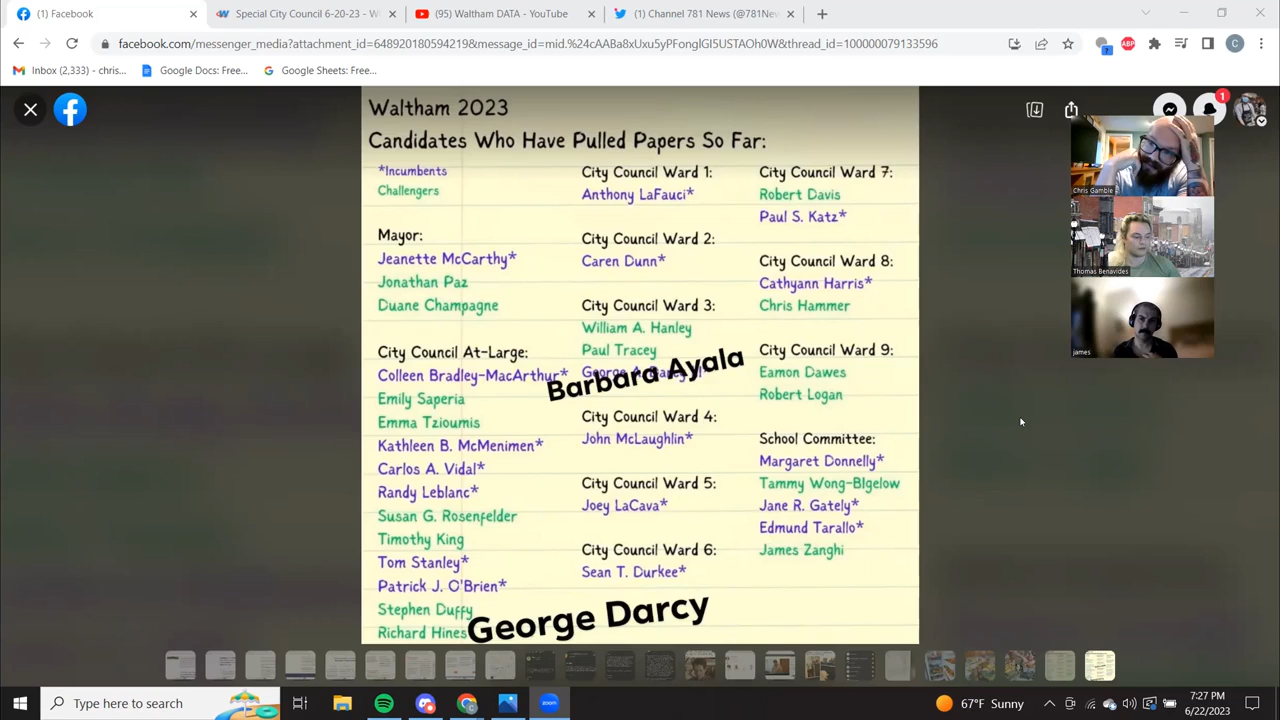 (1) Facebook
Special City Council 6-20-23 - W
(95) Waltham DATA - YouTube
(1) Channel 781 News (@781New
facebook.com/messenger_media?attachment_id=648920188594219&message_id=mid.%24cAABa8xUxu5yPFongIGI5USTAOh0W&thread_id=100000079133596
Inbox (2,333) - chris...
Google Docs: Free...
Google Sheets: Free...
Waltham 2023
Candidates Who Have Pulled Papers So Far:
*Incumbents
Challengers
Mayor:
Jeanette McCarthy*
Jonathan Paz
Duane Champagne
City Council At-Large:
Colleen Bradley-MacArthur*
Emily Saperia
Emma Tzioumis
Kathleen B. McMenimen*
Carlos A. Vidal*
Randy Leblanc*
Susan G. Rosenfelder
Timothy King
Tom Stanley*
Patrick J. O'Brien*
Stephen Duffy
Richard Hines
George Darcy
City Council Ward 1:
Anthony LaFauci*
City Council Ward 2:
Caren Dunn*
City Council Ward 3:
William A. Hanley
Paul Tracey
Barbara Ayala
City Council Ward 4:
John McLaughlin*
City Council Ward 5:
Joey LaCava*
City Council Ward 6:
Sean T. Durkee*
City Council Ward 7:
Robert Davis
Paul S. Katz*
City Council Ward 8:
Cathyann Harris*
Chris Hammer
City Council Ward 9:
Eamon Dawes
Robert Logan
School Committee:
Margaret Donnelly*
Tammy Wong-BIgelow
Jane R. Gately*
Edmund Tarallo*
James Zanghi
1
Chris Gamble
Thomas Benavides
james
Type here to search
67°F Sunny
7:27 PM
6/22/2023